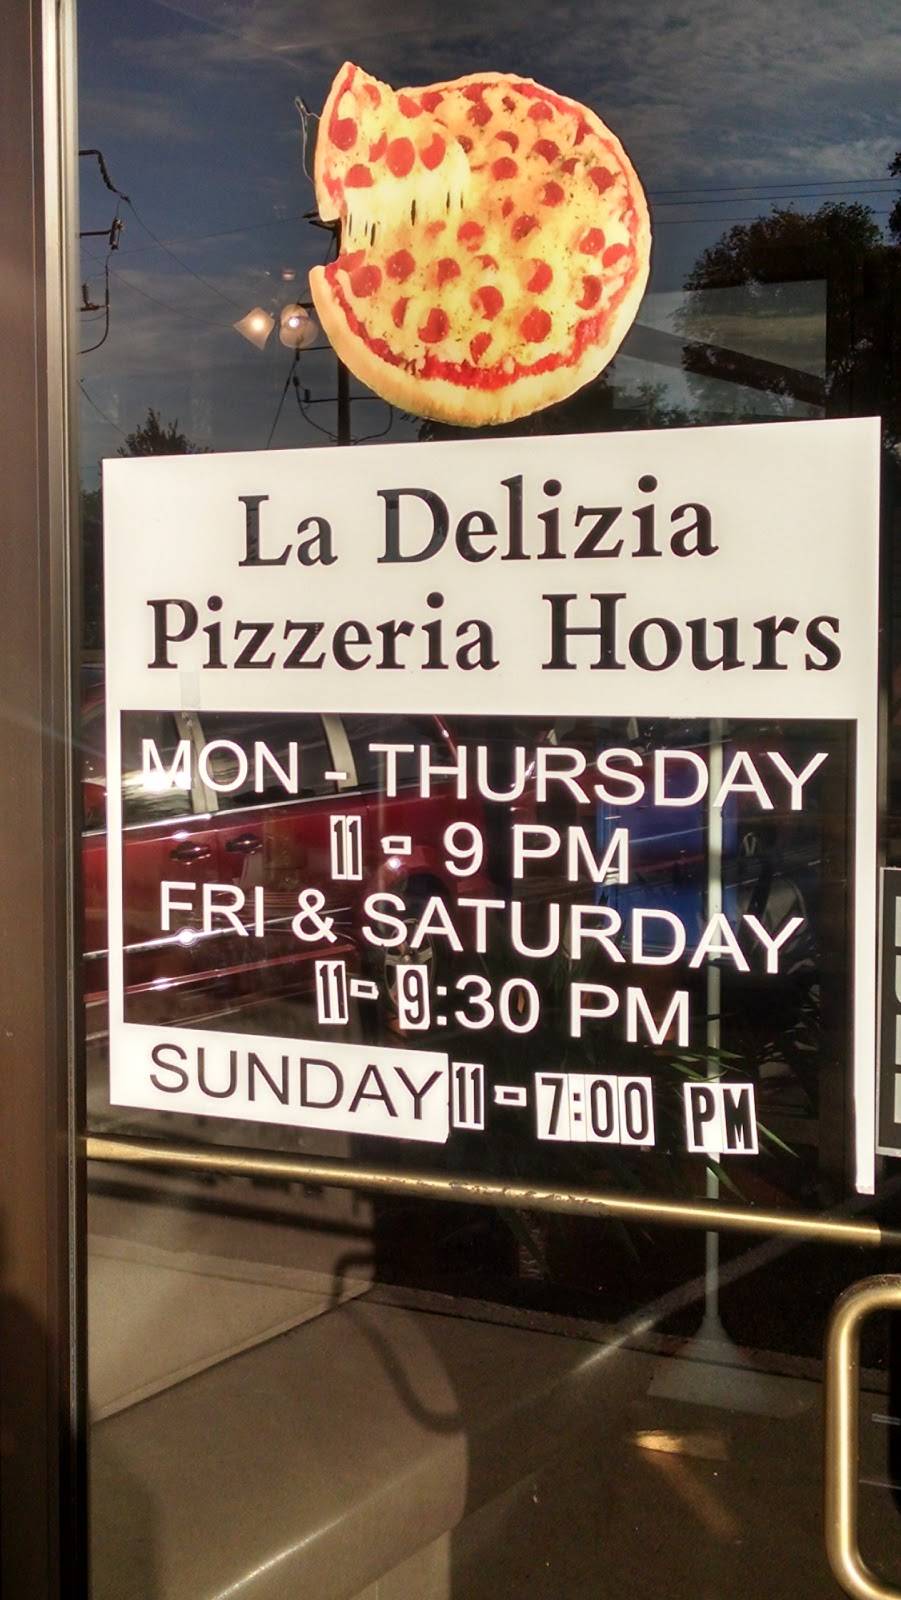 La Delizia
Pizzeria Hours
MON - THURSDAY
11 - 9 PM
FRI & SATURDAY
11 - 9:30 PM
SUNDAY 11 - 7:00 PM